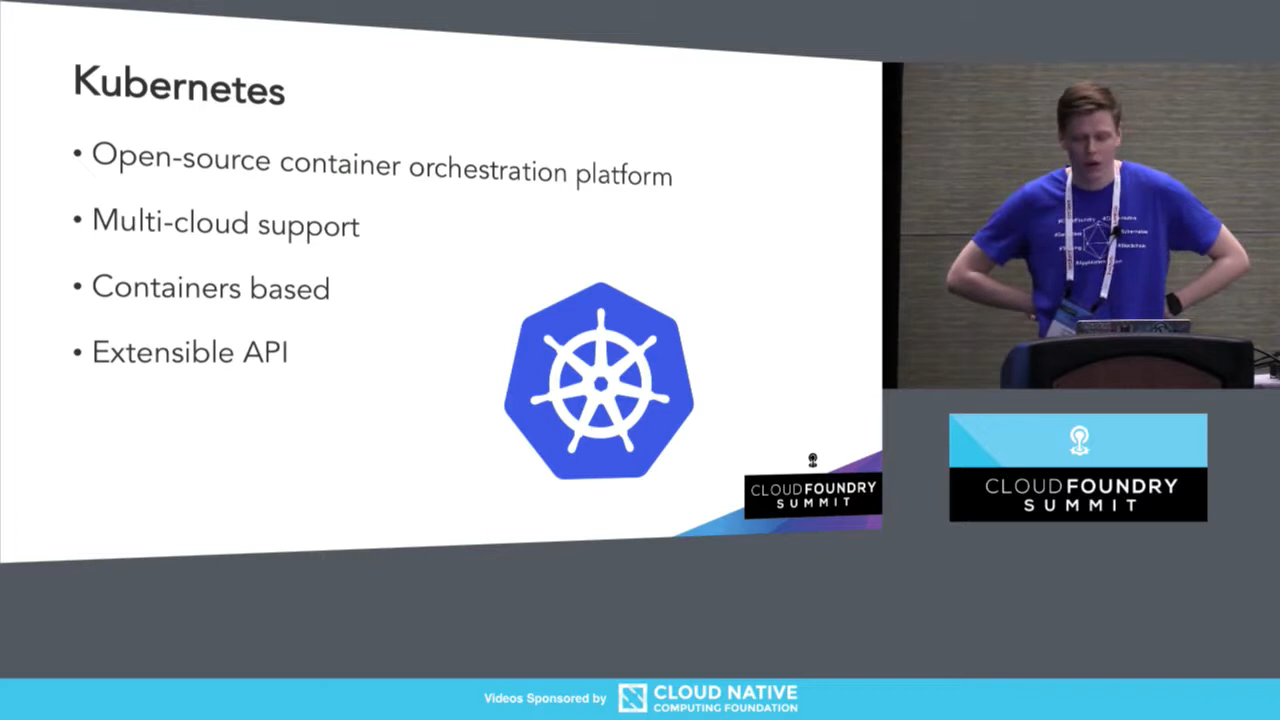 Kubernetes
• Open-source container orchestration platform
• Multi-cloud support
• Containers based
• Extensible API
CLOUDFOUNDRY
SUMMIT
CLOUDFOUNDRY
SUMMIT
Videos Sponsored by
CLOUD NATIVE
COMPUTING FOUNDATION